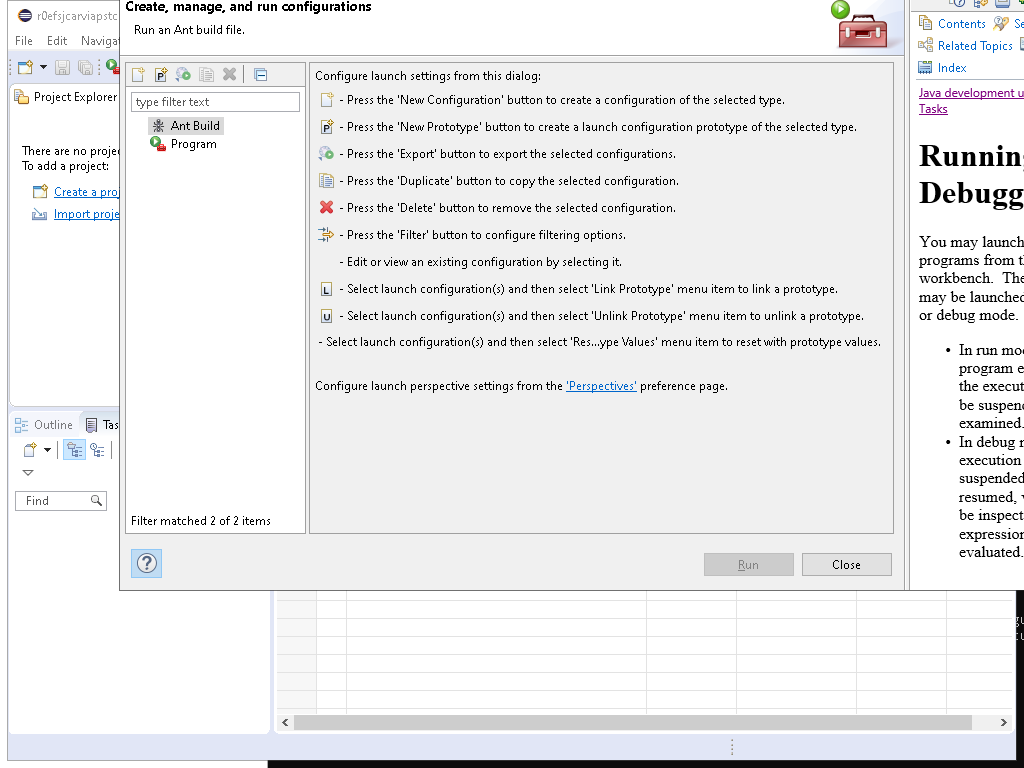 Create, manage, and run configurations
Run an Ant build file.
r0efsjcarviapstc
File Edit Naviga
Project Explorer
There are no projec
To add a project:
Create a proj
Import proje
type filter text
Ant Build
Program
Filter matched 2 of 2 items
Configure launch settings from this dialog:
- Press the 'New Configuration' button to create a configuration of the selected type.
- Press the 'New Prototype' button to create a launch configuration prototype of the selected type.
- Press the 'Export' button to export the selected configurations.
- Press the 'Duplicate' button to copy the selected configuration.
- Press the 'Delete' button to remove the selected configuration.
- Press the 'Filter' button to configure filtering options.
- Edit or view an existing configuration by selecting it.
- Select launch configuration(s) and then select 'Link Prototype' menu item to link a prototype.
- Select launch configuration(s) and then select 'Unlink Prototype' menu item to unlink a prototype.
- Select launch configuration(s) and then select 'Res...ype Values' menu item to reset with prototype values.
Configure launch perspective settings from the 'Perspectives' preference page.
Run
Close
Outline Tas
Find
Contents Se
Related Topics
Index
Java development u
Tasks
Running
Debugg
You may launch
programs from th
workbench. The
may be launched
or debug mode.
• In run mod
program e
the execut
be suspend
examined.
• In debug m
execution
suspended
resumed, v
be inspect
expression
evaluated.